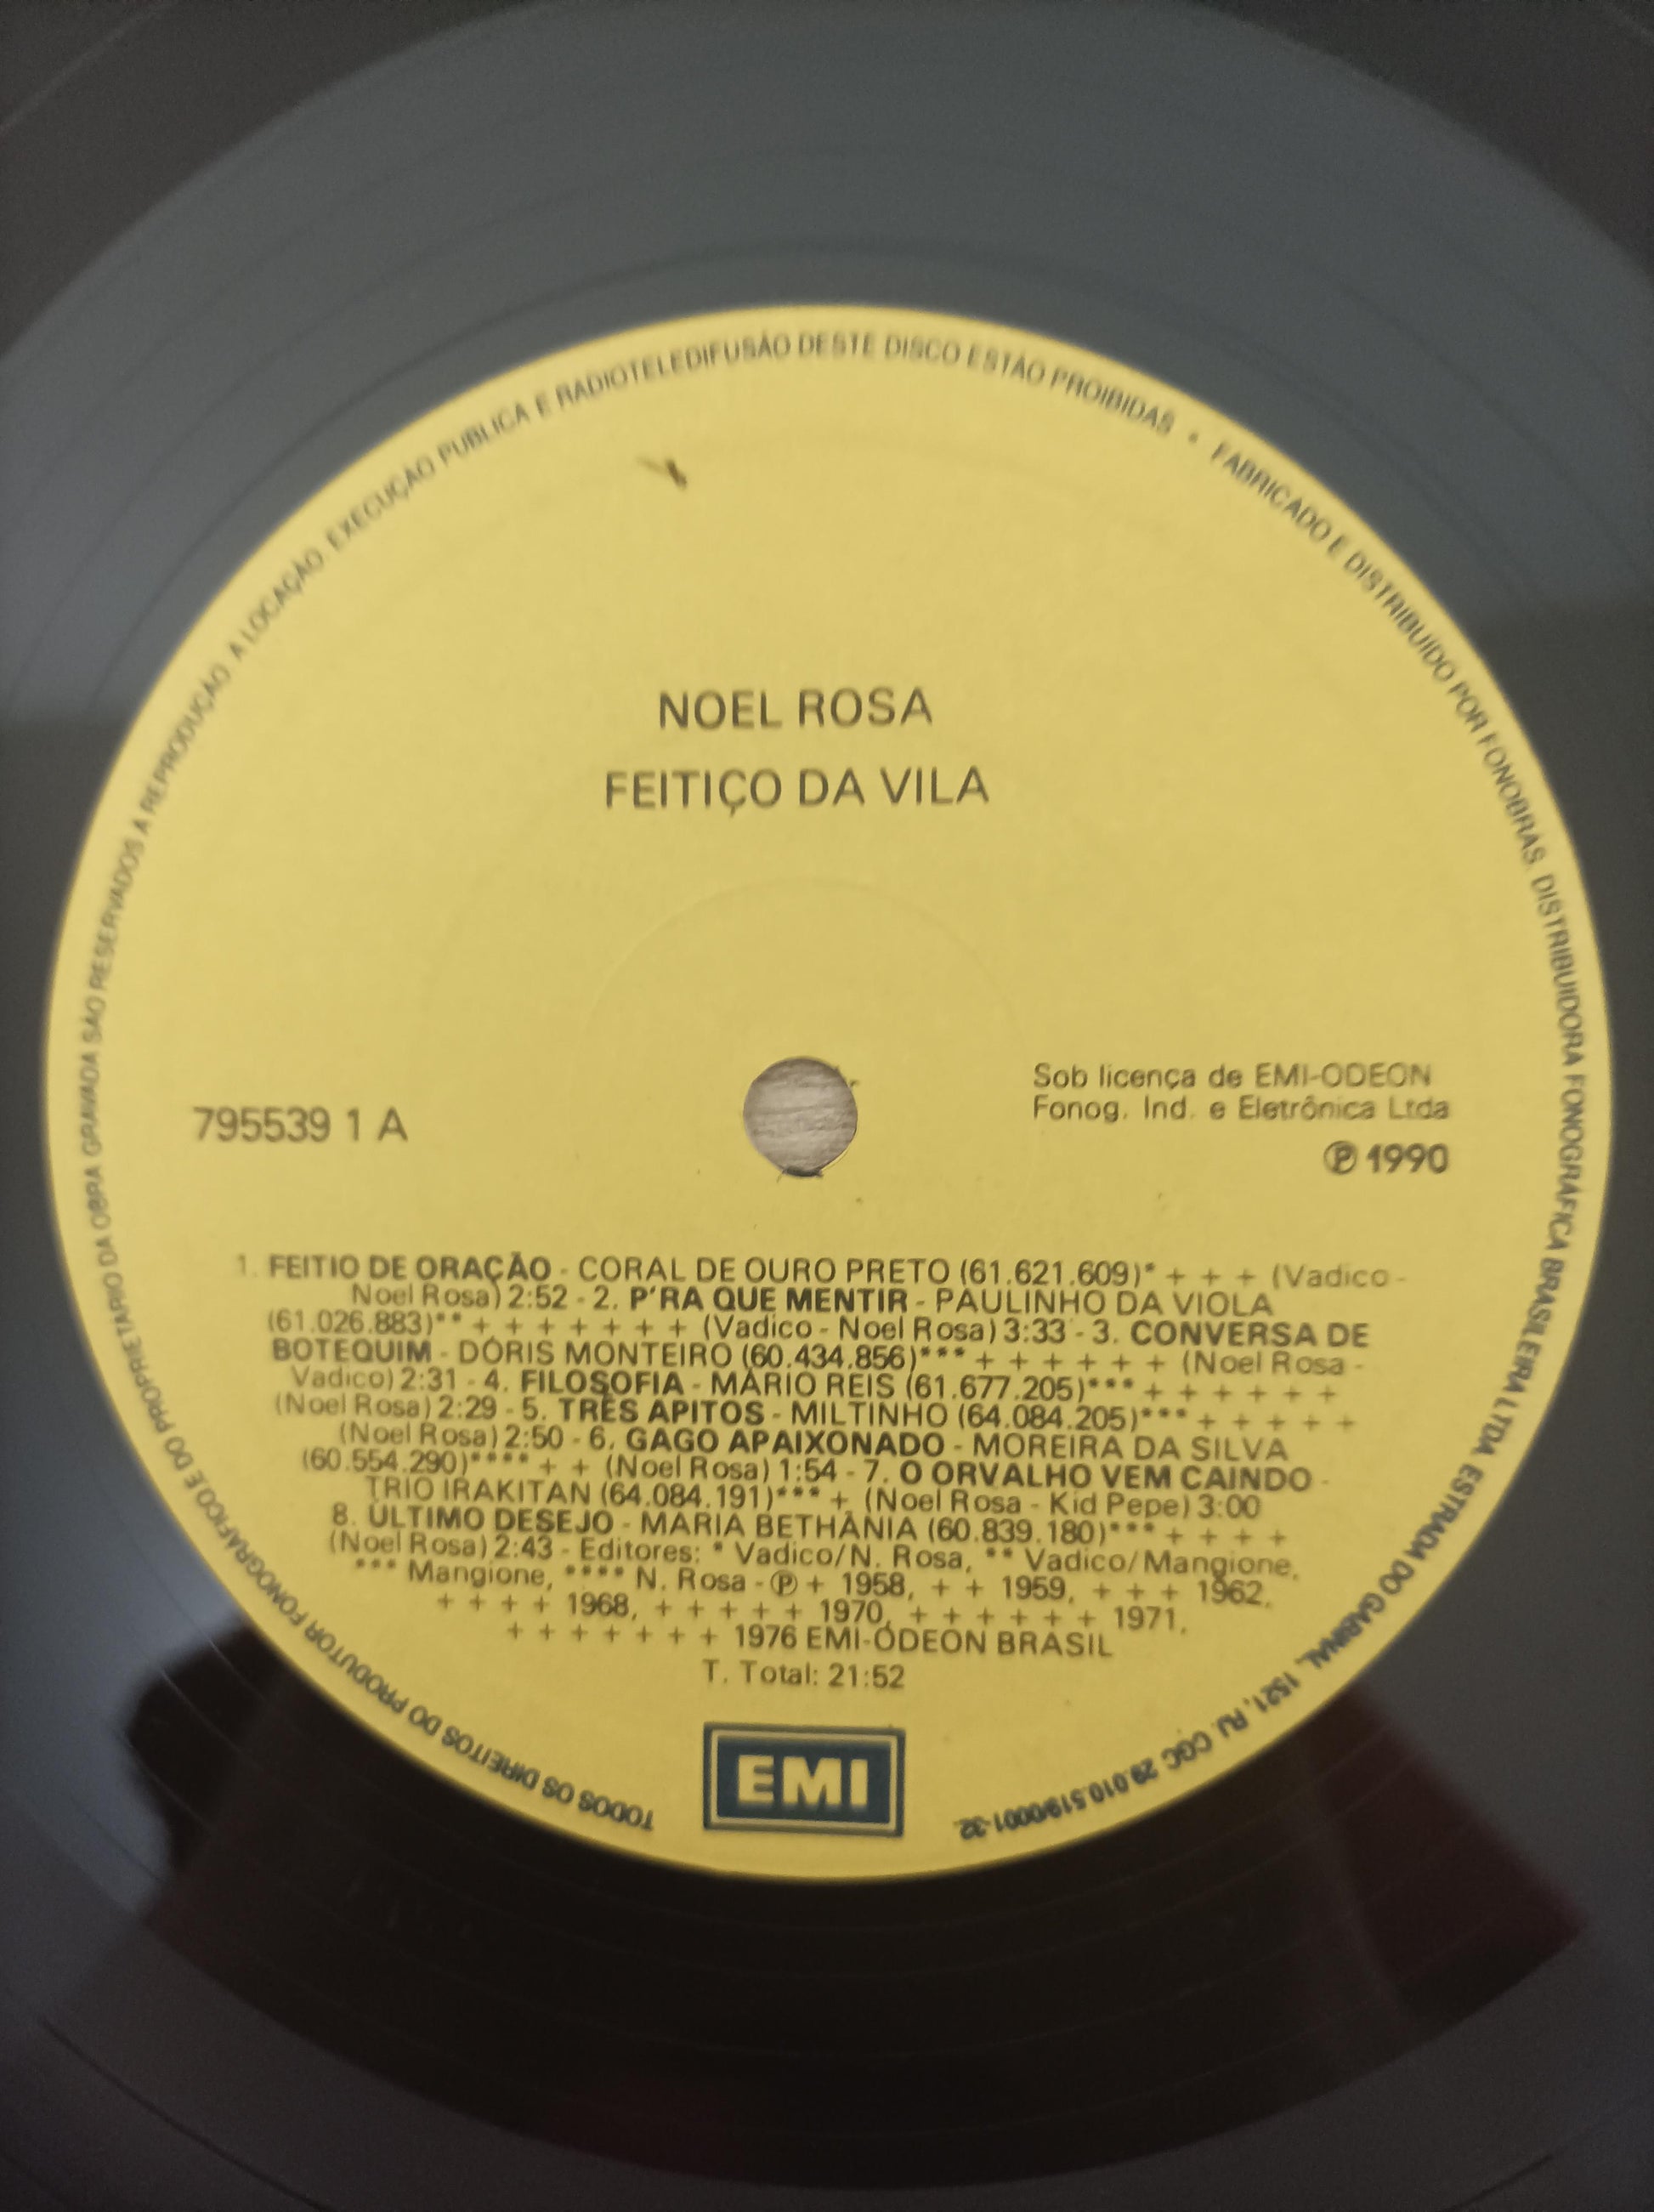 TODOS OS DIREITOS DO PRODUTOR FONOGRÁFICO E DO PROPRIETÁRIO DA OBRA GRAVADA SÃO RESERVADOS A REPRODUÇÃO A LOCAÇÃO EXECUÇÃO PUBLICA E RADIOTELEDIFUSÃO DESTE DISCO ESTÃO PROIBIDAS • FABRICADO E DISTRIBUÍDO POR FONOBRÁS. DISTRIBUIDORA FONOGRÁFICA BRASILEIRA LTDA ESTRADA DO GABINAL, 1521, RJ. CGC 29.010.519/0001-32.
NOEL ROSA
FEITIÇO DA VILA
795539 1 A
Sob licença de EMI-ODEON
Fonog. Ind. e Eletrônica Ltda
℗ 1990
1. FEITIO DE ORAÇÃO - CORAL DE OURO PRETO (61.621.609)* + + + (Vadico -
Noel Rosa) 2:52 - 2. P'RA QUE MENTIR - PAULINHO DA VIOLA
(61.026.883)** + + + + + + + (Vadico - Noel Rosa) 3:33 - 3. CONVERSA DE
BOTEQUIM - DÓRIS MONTEIRO (60.434.856)*** + + + + + + (Noel Rosa -
Vadico) 2:31 - 4. FILOSOFIA - MÁRIO REIS (61.677.205)*** + + + + + +
(Noel Rosa) 2:29 - 5. TRÊS APITOS - MILTINHO (64.084.205)*** + + + + +
(Noel Rosa) 2:50 - 6. GAGO APAIXONADO - MOREIRA DA SILVA
(60.554.290)**** + + (Noel Rosa) 1:54 - 7. O ORVALHO VEM CAINDO -
TRIO IRAKITAN (64.084.191)*** + (Noel Rosa - Kid Pepe) 3:00
8. ÚLTIMO DESEJO - MARIA BETHÂNIA (60.839.180)*** + + + +
(Noel Rosa) 2:43 - Editores: * Vadico/N. Rosa, ** Vadico/Mangione,
*** Mangione, **** N. Rosa - ℗ + 1958, + + 1959, + + + 1962,
+ + + + 1968, + + + + + 1970, + + + + + + 1971,
+ + + + + + + 1976 EMI-ODEON BRASIL
T. Total: 21:52
EMI